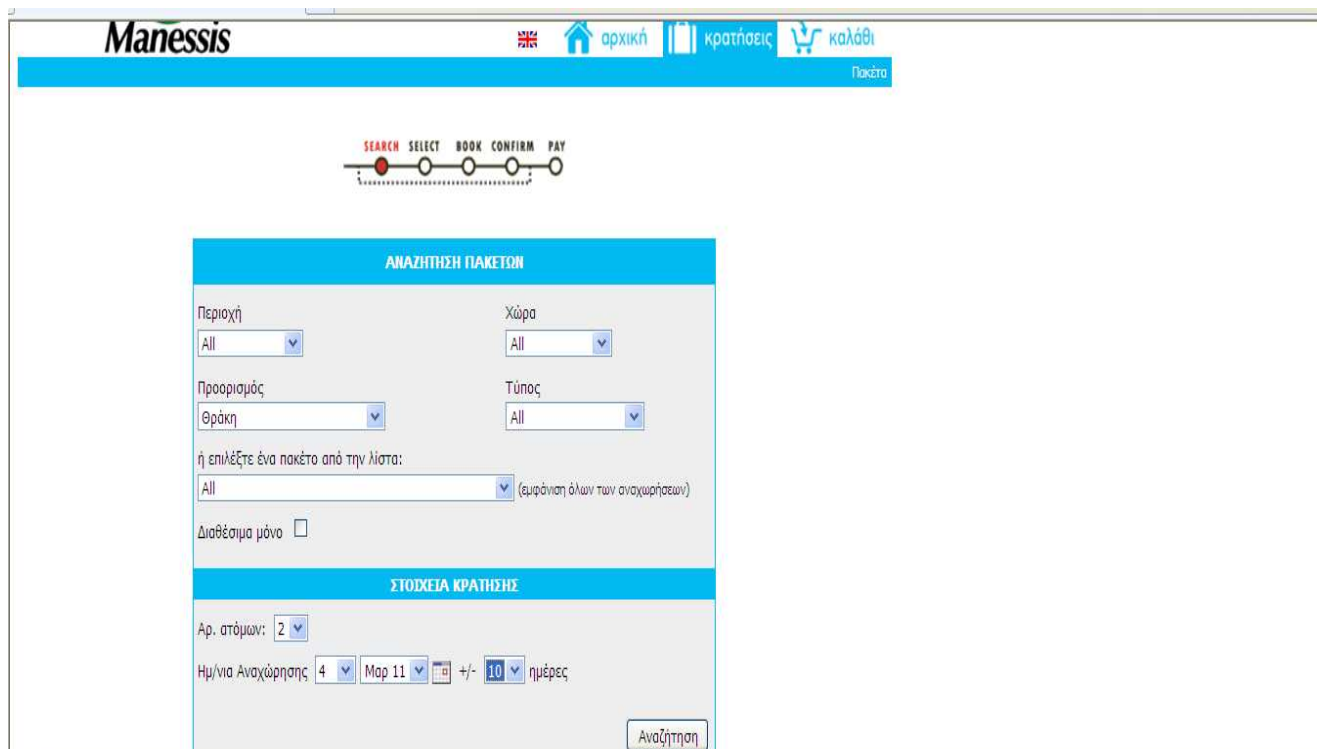 Manessis
αρχική κρατήσεις καλάθι
Πακέτα
SEARCH SELECT BOOK CONFIRM PAY
ΑΝΑΖΗΤΗΣΗ ΠΑΚΕΤΩΝ
Περιοχή Χώρα
All All
Προορισμός Τύπος
Θράκη All
ή επιλέξτε ένα πακέτο από την λίστα:
All (εμφάνιση όλων των αναχωρήσεων)
Διαθέσιμα μόνο
ΣΤΟΙΧΕΙΑ ΚΡΑΤΗΣΗΣ
Αρ. ατόμων: 2
Ημ/νια Αναχώρησης 4 Μαρ 11 +/- 10 ημέρες
Αναζήτηση